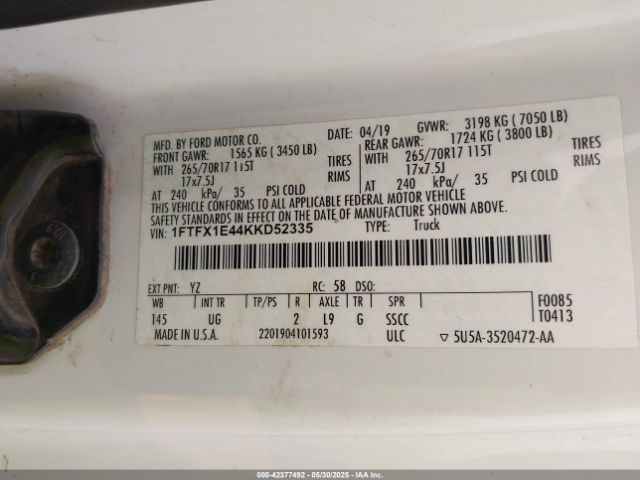 MFD. BY FORD MOTOR CO. DATE: 04/19 GVWR: 3198 KG ( 7050 LB)
FRONT GAWR: 1565 KG ( 3450 LB) REAR GAWR: 1724 KG ( 3800 LB)
WITH 265/70R17 115T TIRES WITH 265/70R17 115T TIRES
17x7.5J RIMS 17x7.5J RIMS
AT 240 kPa/ 35 PSI COLD AT 240 kPa/ 35 PSI COLD
THIS VEHICLE CONFORMS TO ALL APPLICABLE FEDERAL MOTOR VEHICLE
SAFETY STANDARDS IN EFFECT ON THE DATE OF MANUFACTURE SHOWN ABOVE.
VIN: 1FTFX1E44KKD52335 TYPE: Truck
EXT PNT: YZ RC: 58 DSO:
WB INT TR TP/PS R AXLE TR SPR F0085
145 UG 2 L9 G SSCC T0413
MADE IN U.S.A. 2201904101593 ULC ▽ 5U5A-3520472-AA
000-42377492 - 05/30/2025 - IAAI.com